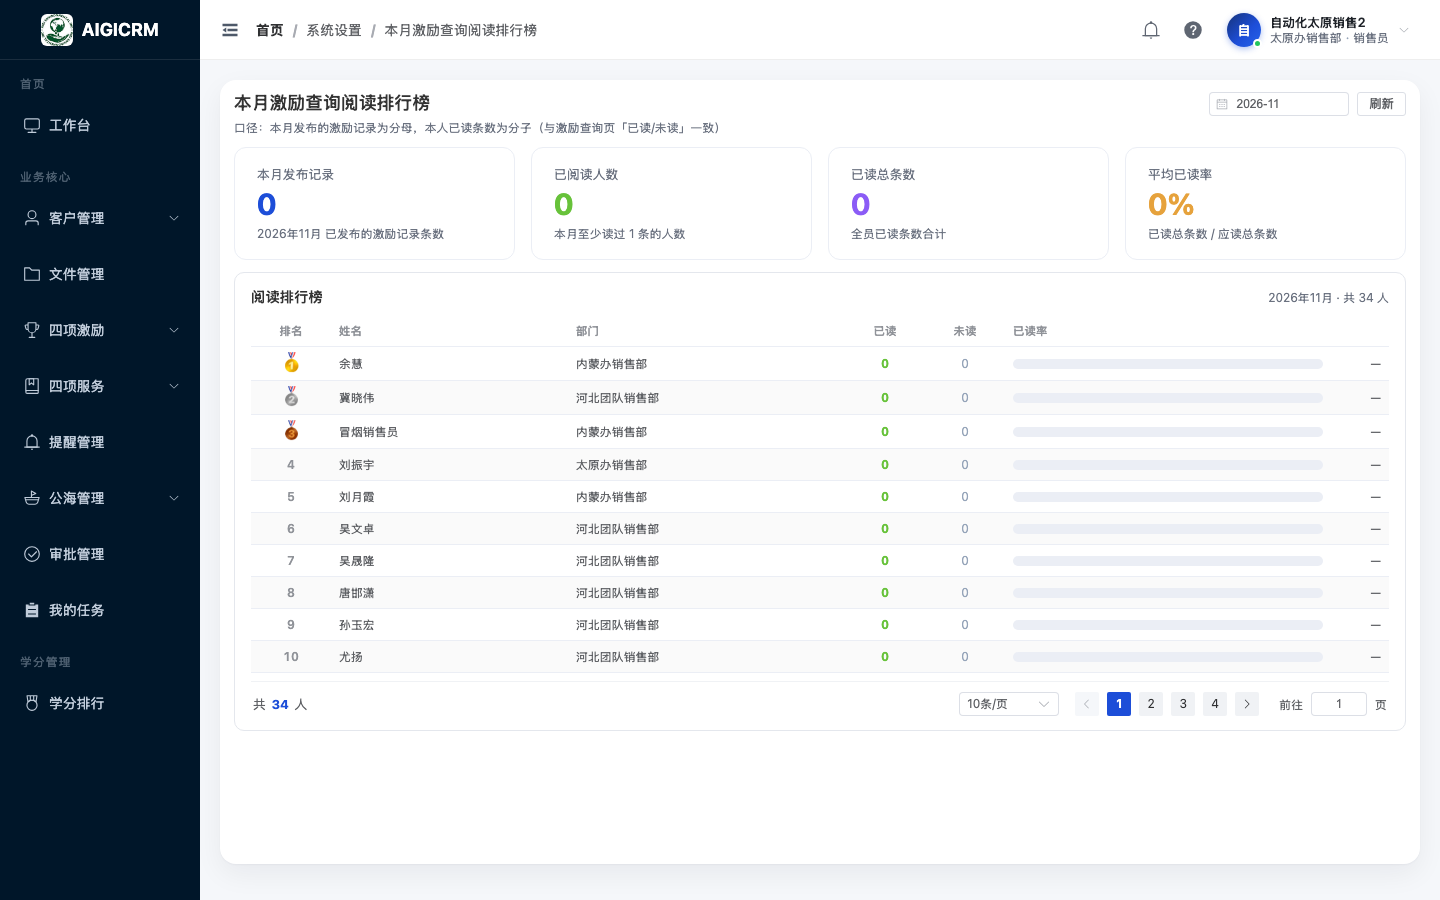 AIGICRM
首页
工作台
业务核心
客户管理
文件管理
四项激励
四项服务
提醒管理
公海管理
审批管理
我的任务
学分管理
学分排行
首页 / 系统设置 / 本月激励查询阅读排行榜
自 自动化太原销售2
太原办销售部 · 销售员
本月激励查询阅读排行榜
2026-11 刷新
口径：本月发布的激励记录为分母，本人已读条数为分子（与激励查询页「已读/未读」一致）
本月发布记录
0
2026年11月 已发布的激励记录条数
已阅读人数
0
本月至少读过 1 条的人数
已读总条数
0
全员已读条数合计
平均已读率
0%
已读总条数 / 应读总条数
阅读排行榜 2026年11月 · 共 34 人
排名 姓名 部门 已读 未读 已读率
1 余慧 内蒙办销售部 0 0 —
2 冀晓伟 河北团队销售部 0 0 —
3 冒烟销售员 内蒙办销售部 0 0 —
4 刘振宇 太原办销售部 0 0 —
5 刘月霞 内蒙办销售部 0 0 —
6 吴文卓 河北团队销售部 0 0 —
7 吴晟隆 河北团队销售部 0 0 —
8 唐邯潇 河北团队销售部 0 0 —
9 孙玉宏 河北团队销售部 0 0 —
10 尤扬 河北团队销售部 0 0 —
共 34 人 10条/页 1 2 3 4 前往 1 页